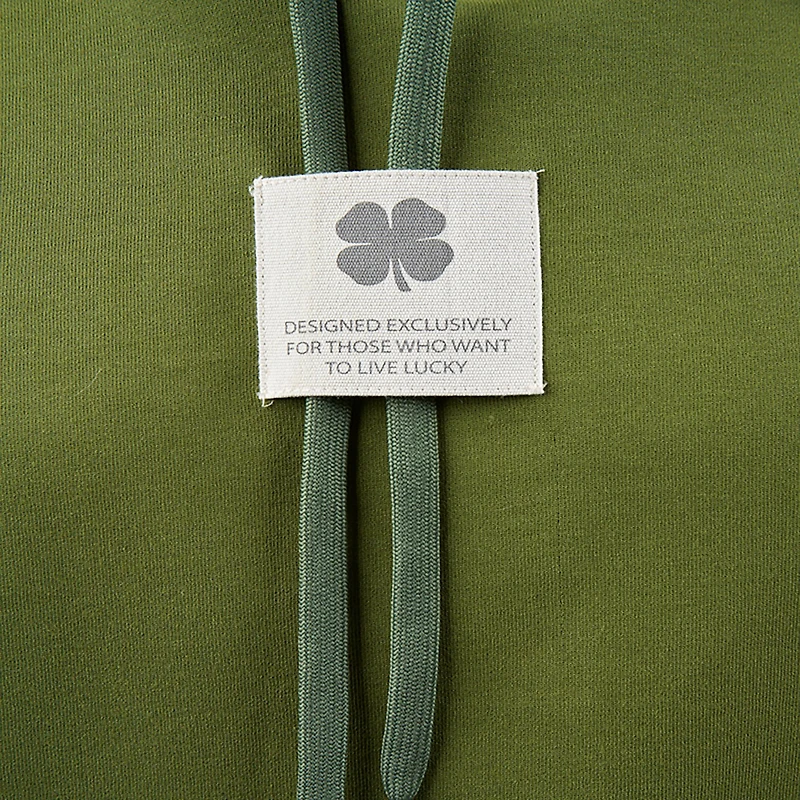 DESIGNED EXCLUSIVELY
FOR THOSE WHO WANT
TO LIVE LUCKY